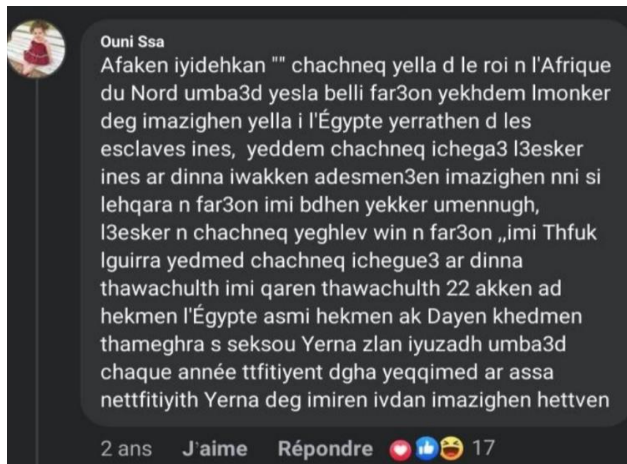 Ouni Ssa
Afaken iyidehkan "" chachneq yella d le roi n l'Afrique
du Nord umba3d yesla belli far3on yekhdem lmonker
deg imazighen yella i l'Égypte yerrathen d les
esclaves ines, yeddem chachneq ichega3 l3esker
ines ar dinna iwakken adesmen3en imazighen nni si
lehqara n far3on imi bdhen yekker umennugh,
l3esker n chachneq yeghlev win n far3on ,,imi Thfuk
lguirra yedmed chachneq ichegue3 ar dinna
thawachulth imi qaren thawachulth 22 akken ad
hekmen l'Égypte asmi hekmen ak Dayen khedmen
thameghra s seksou Yerna zlan iyuzadh umba3d
chaque année ttfitiyent dgha yeqqimed ar assa
nettfitiyith Yerna deg imiren ivdan imazighen hettven
2 ans J'aime Répondre 17